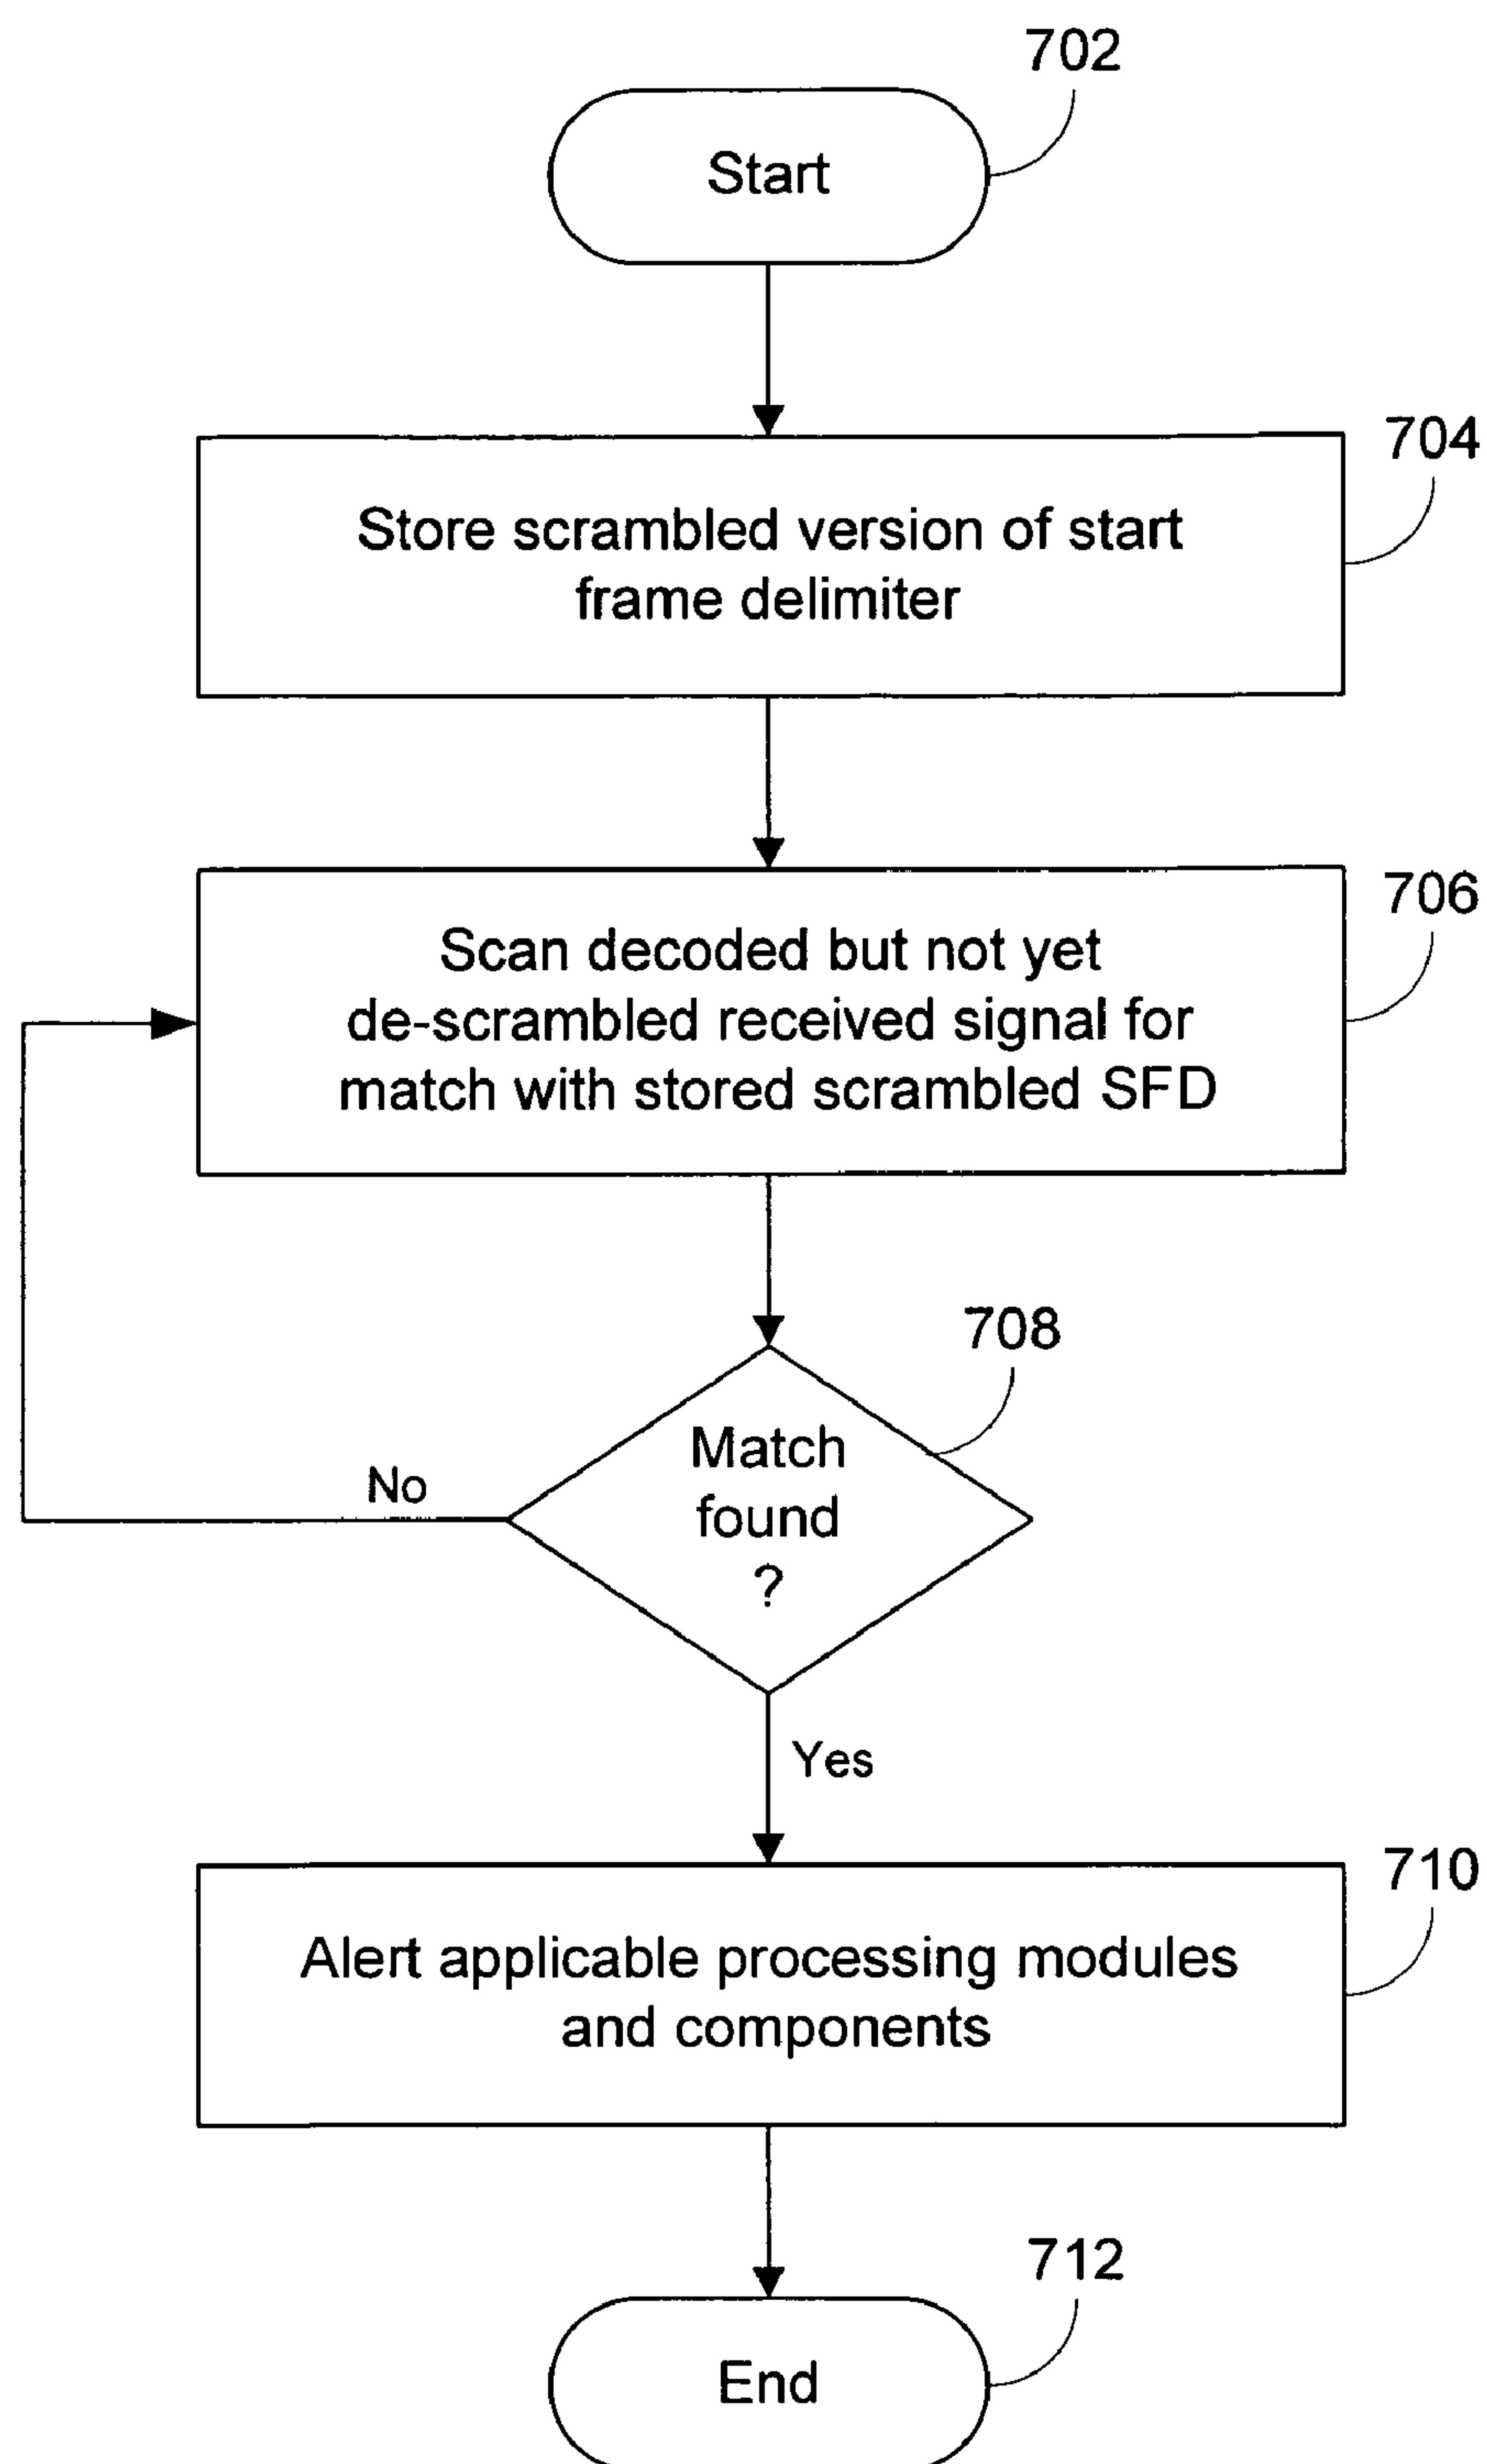 702
Start
704
Store scrambled version of start
frame delimiter
706
Scan decoded but not yet
de-scrambled received signal for
match with stored scrambled SFD
708
Match
found
?
No
Yes
710
Alert applicable processing modules
and components
712
End